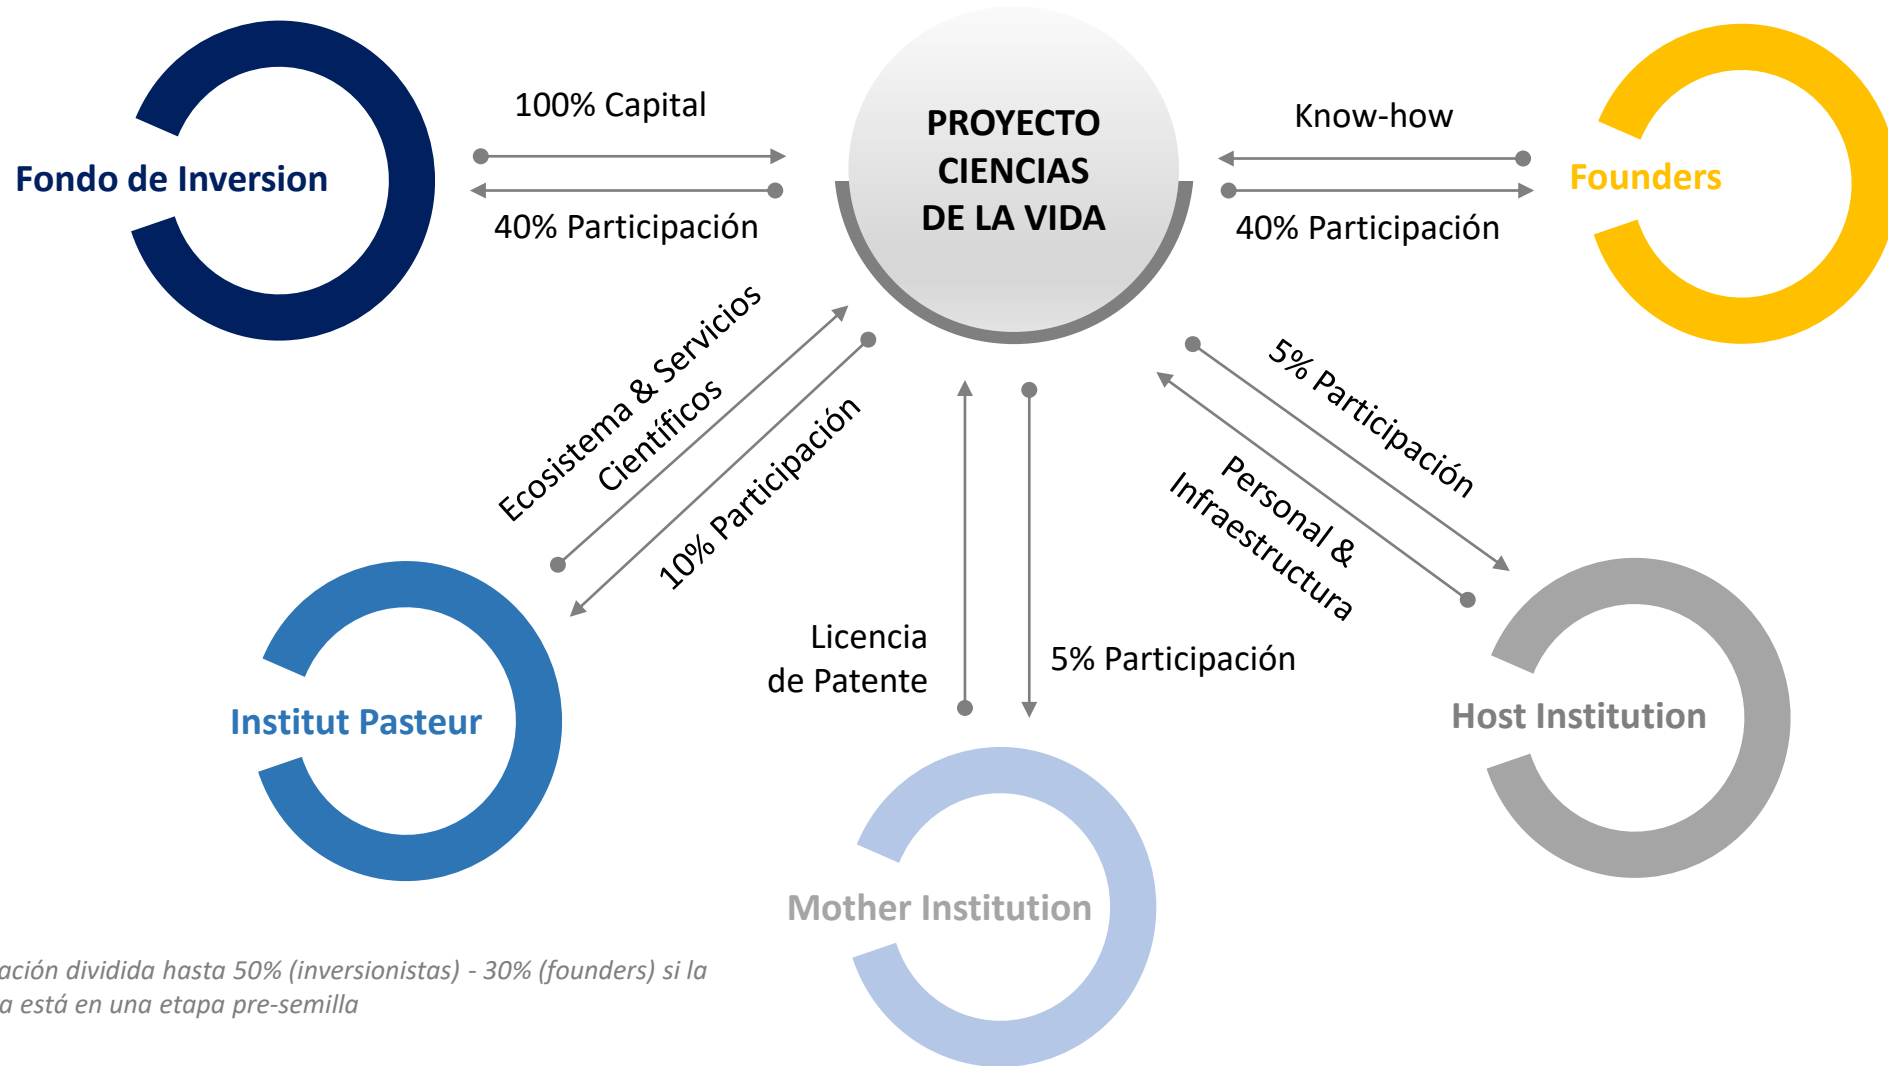 PROYECTO
CIENCIAS
DE LA VIDA
100% Capital
Fondo de Inversion
40% Participación
Know-how
Founders
40% Participación
Ecosistema & Servicios
Científicos
10% Participación
Institut Pasteur
Licencia
de Patente
5% Participación
Mother Institution
5% Participación
Personal &
Infraestructura
Host Institution
dividida hasta 50% (inversionistas) - 30% (founders) si la
está en una etapa pre-semilla